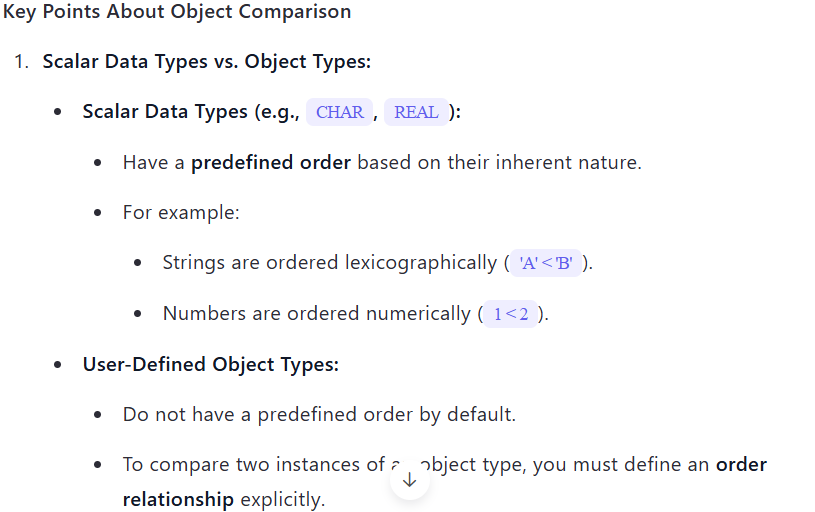 Key Points About Object Comparison
1. Scalar Data Types vs. Object Types:
• Scalar Data Types (e.g., CHAR, REAL):
• Have a predefined order based on their inherent nature.
• For example:
• Strings are ordered lexicographically ('A'<'B').
• Numbers are ordered numerically (1<2).
• User-Defined Object Types:
• Do not have a predefined order by default.
• To compare two instances of object type, you must define an order
relationship explicitly.